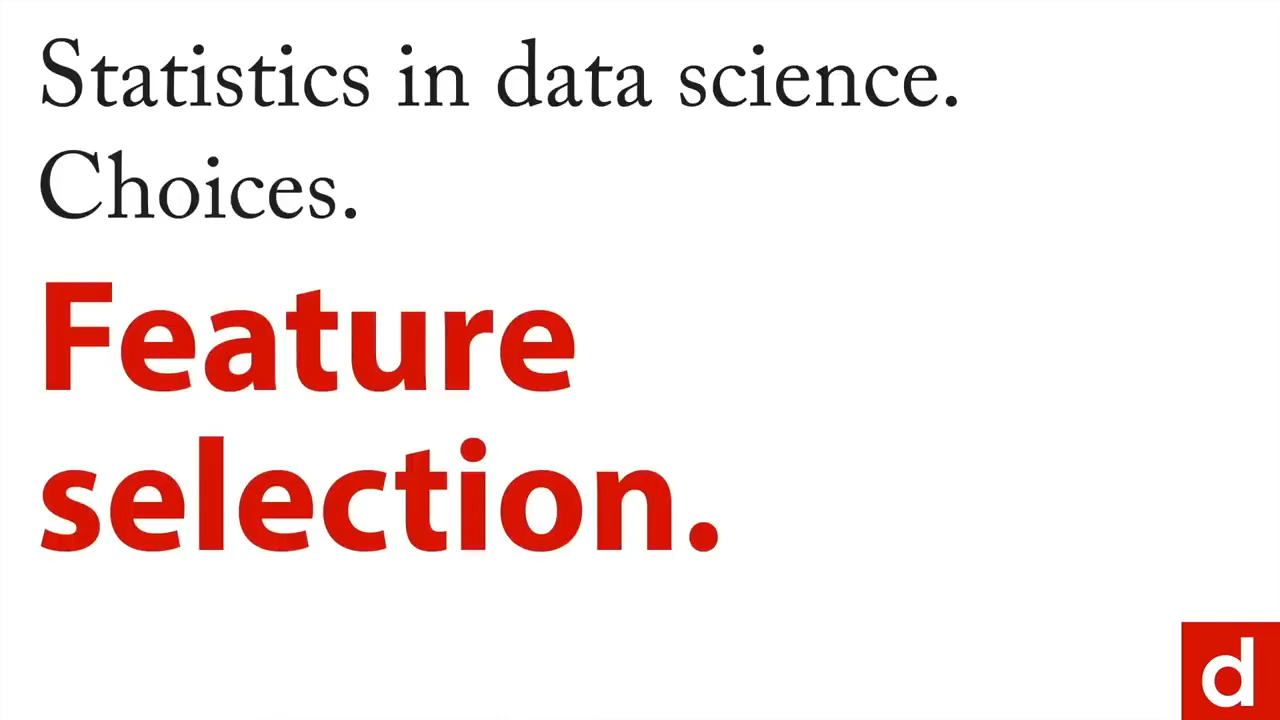 Statistics in data science.
Choices.
Feature
selection.
d